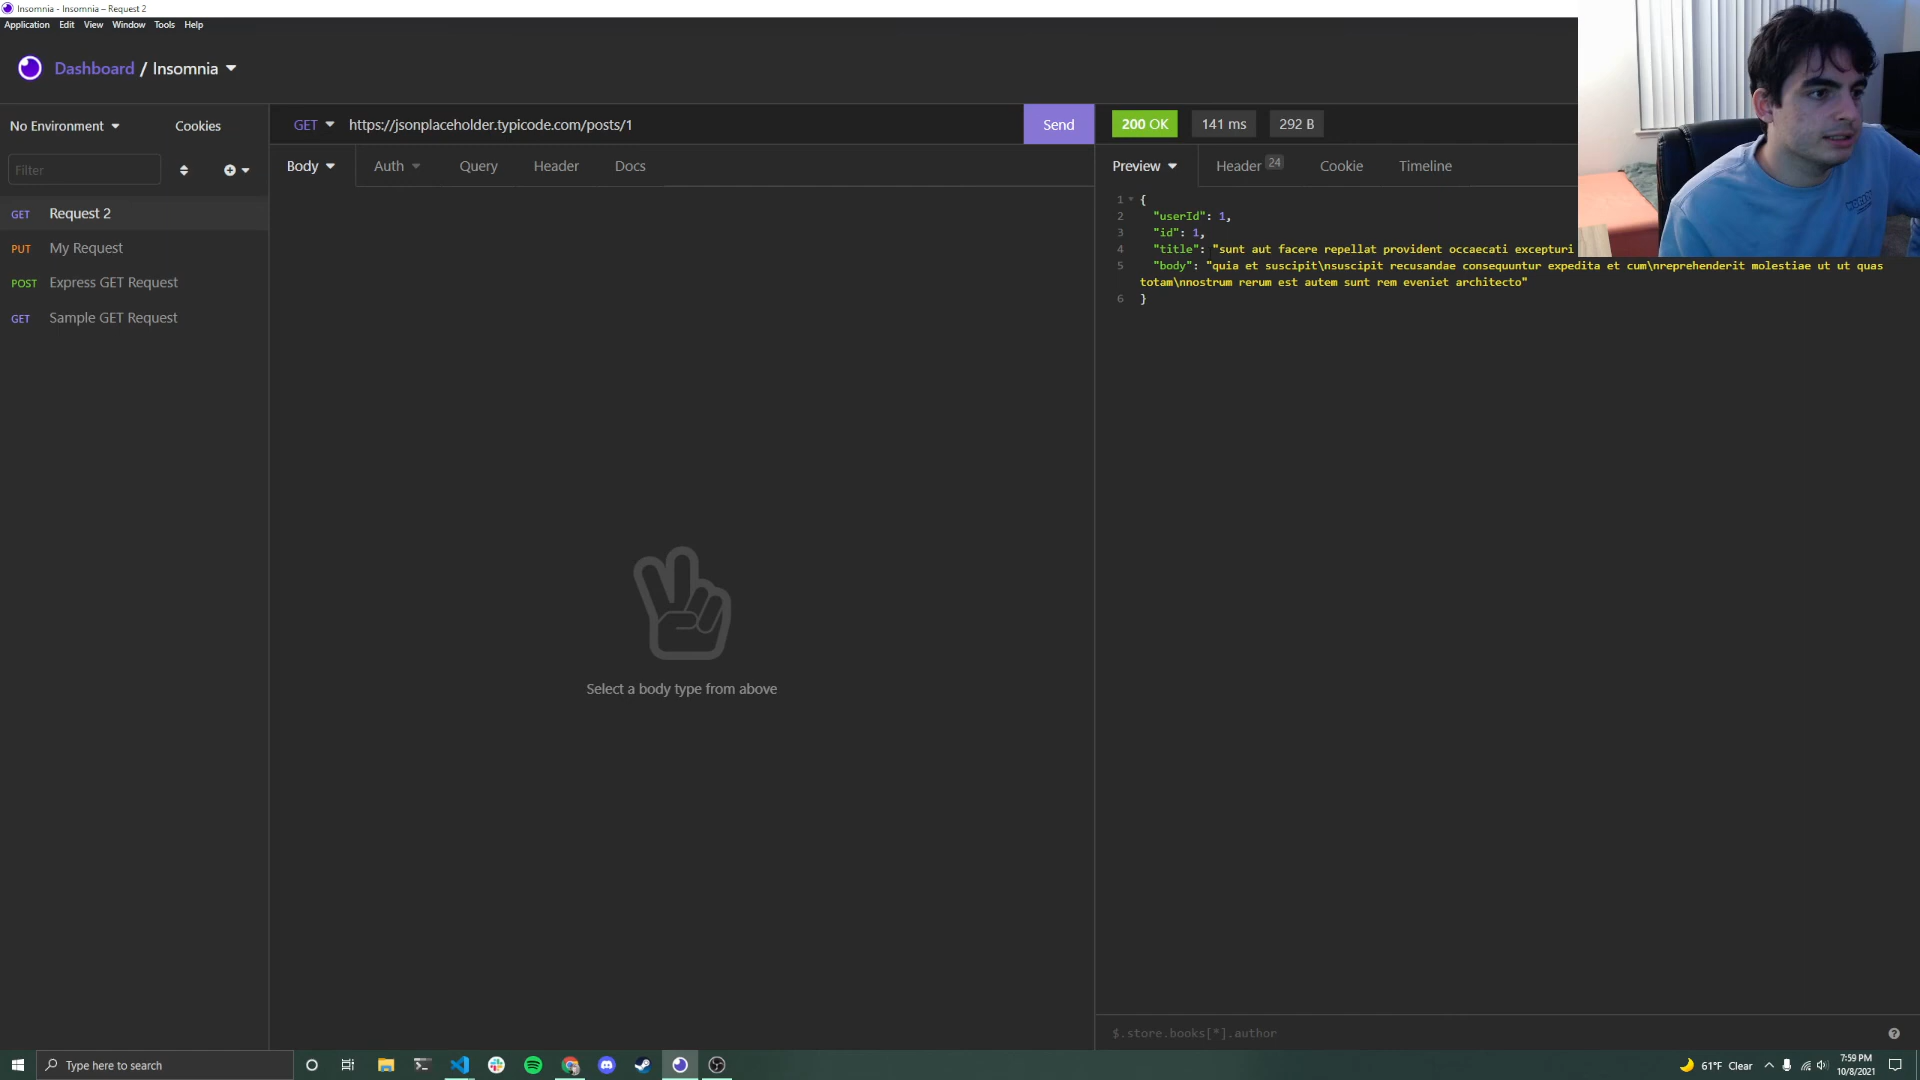 Insomnia - Insomnia – Request 2
Application Edit View Window Tools Help
Dashboard / Insomnia
No Environment Cookies
GET https://jsonplaceholder.typicode.com/posts/1 Send
200 OK 141 ms 292 B
Filter
Body Auth Query Header Docs
Preview Header 24 Cookie Timeline
GET Request 2
PUT My Request
POST Express GET Request
GET Sample GET Request
1 {
2 "userId": 1,
3 "id": 1,
4 "title": "sunt aut facere repellat provident occaecati excepturi
5 "body": "quia et suscipit\nsuscipit recusandae consequuntur expedita et cum\nreprehenderit molestiae ut ut quas
totam\nnostrum rerum est autem sunt rem eveniet architecto"
6 }
Select a body type from above
$.store.books[*].author
Type here to search
61°F Clear
7:59 PM
10/8/2021